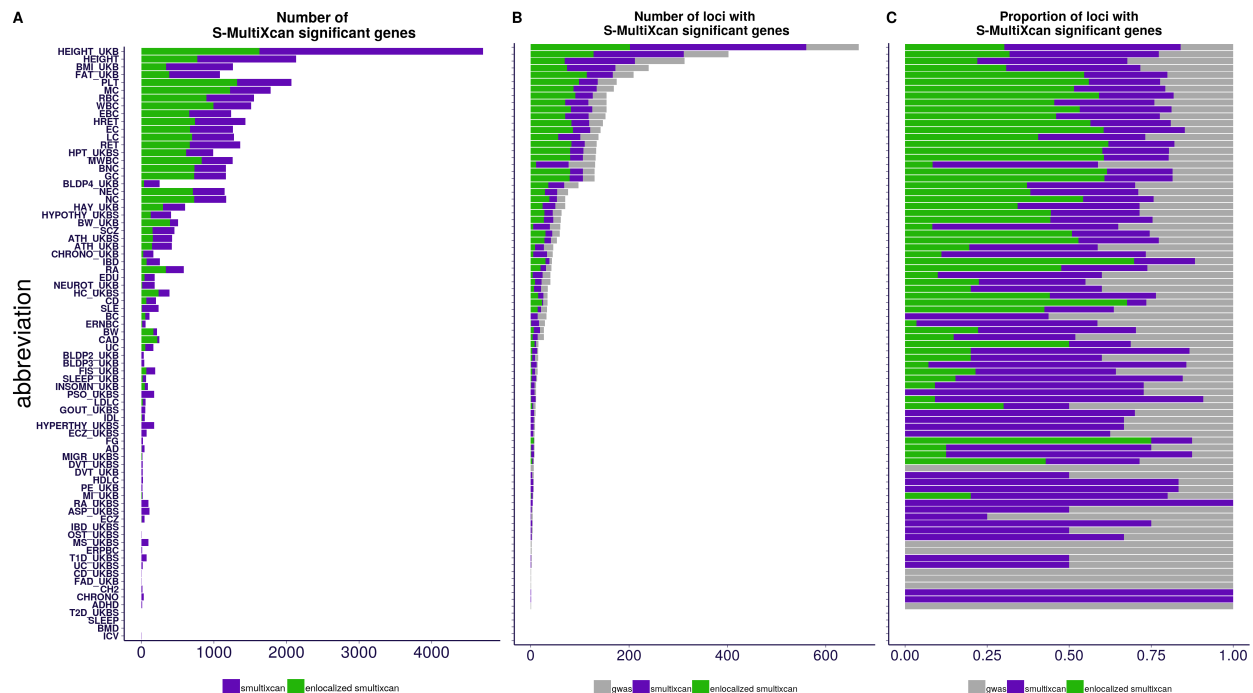 A
Number of
S-MultiXcan significant genes
B
Number of loci with
S-MultiXcan significant genes
C
Proportion of loci with
S-MultiXcan significant genes
abbreviation
HEIGHT_UKB
HEIGHT
BMI_UKB
FAT_UKB
PLT
MC
RBC
WBC
EBC
HRET
EC
LC
RET
HPT_UKBS
MWBC
BNC
GC
BLDP4_UKB
NEC
NC
HAY_UKB
HYPOTHY_UKBS
BW_UKB
SCZ
ATH_UKBS
ATH_UKB
CHRONO_UKB
IBD
RA
EDU
NEUROT_UKB
HC_UKBS
CD
SLE
BC
ERNBC
BW
CAD
UC
BLDP2_UKB
BLDP3_UKB
FIS_UKB
SLEEP_UKB
INSOMN_UKB
PSO_UKBS
LDLC
GOUT_UKBS
IDL
HYPERTHY_UKBS
ECZ_UKBS
FG
AD
MIGR_UKBS
DVT_UKBS
DVT_UKB
HDLC
PE_UKB
MI_UKB
RA_UKBS
ASP_UKBS
ECZ
IBD_UKBS
OST_UKBS
MS_UKBS
ERPBC
T1D_UKBS
UC_UKBS
CD_UKBS
FAD_UKB
CH2
CHRONO
ADHD
T2D_UKBS
SLEEP
BMD
ICV
0 1000 2000 3000 4000
0 200 400 600
0.00 0.25 0.50 0.75 1.00
smultixcan enlocalized smultixcan
gwas smultixcan enlocalized smultixcan
gwas smultixcan enlocalized smultixcan